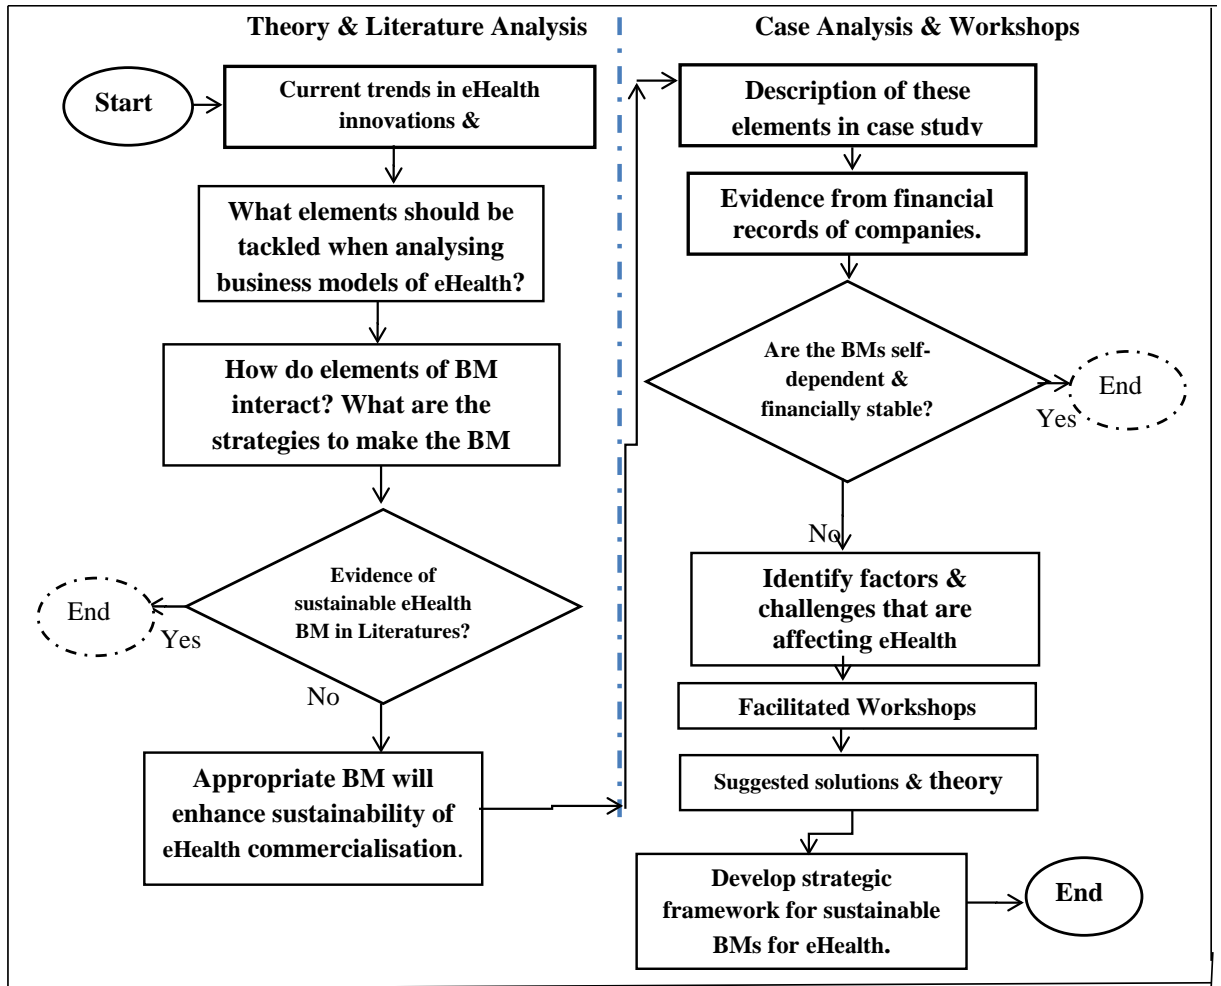 Theory & Literature Analysis
Start
Current trends in eHealth
innovations &
What elements should be
tackled when analysing
business models of eHealth?
How do elements of BM
interact? What are the
strategies to make the BM
Evidence of
sustainable eHealth
BM in Literatures?
End
Yes
No
Appropriate BM will
enhance sustainability of
eHealth commercialisation.
Case Analysis & Workshops
Description of these
elements in case study
Evidence from financial
records of companies.
Are the BMs self-
dependent &
financially stable?
End
Yes
No
Identify factors &
challenges that are
affecting eHealth
Facilitated Workshops
Suggested solutions & theory
Develop strategic
framework for sustainable
BMs for eHealth.
End